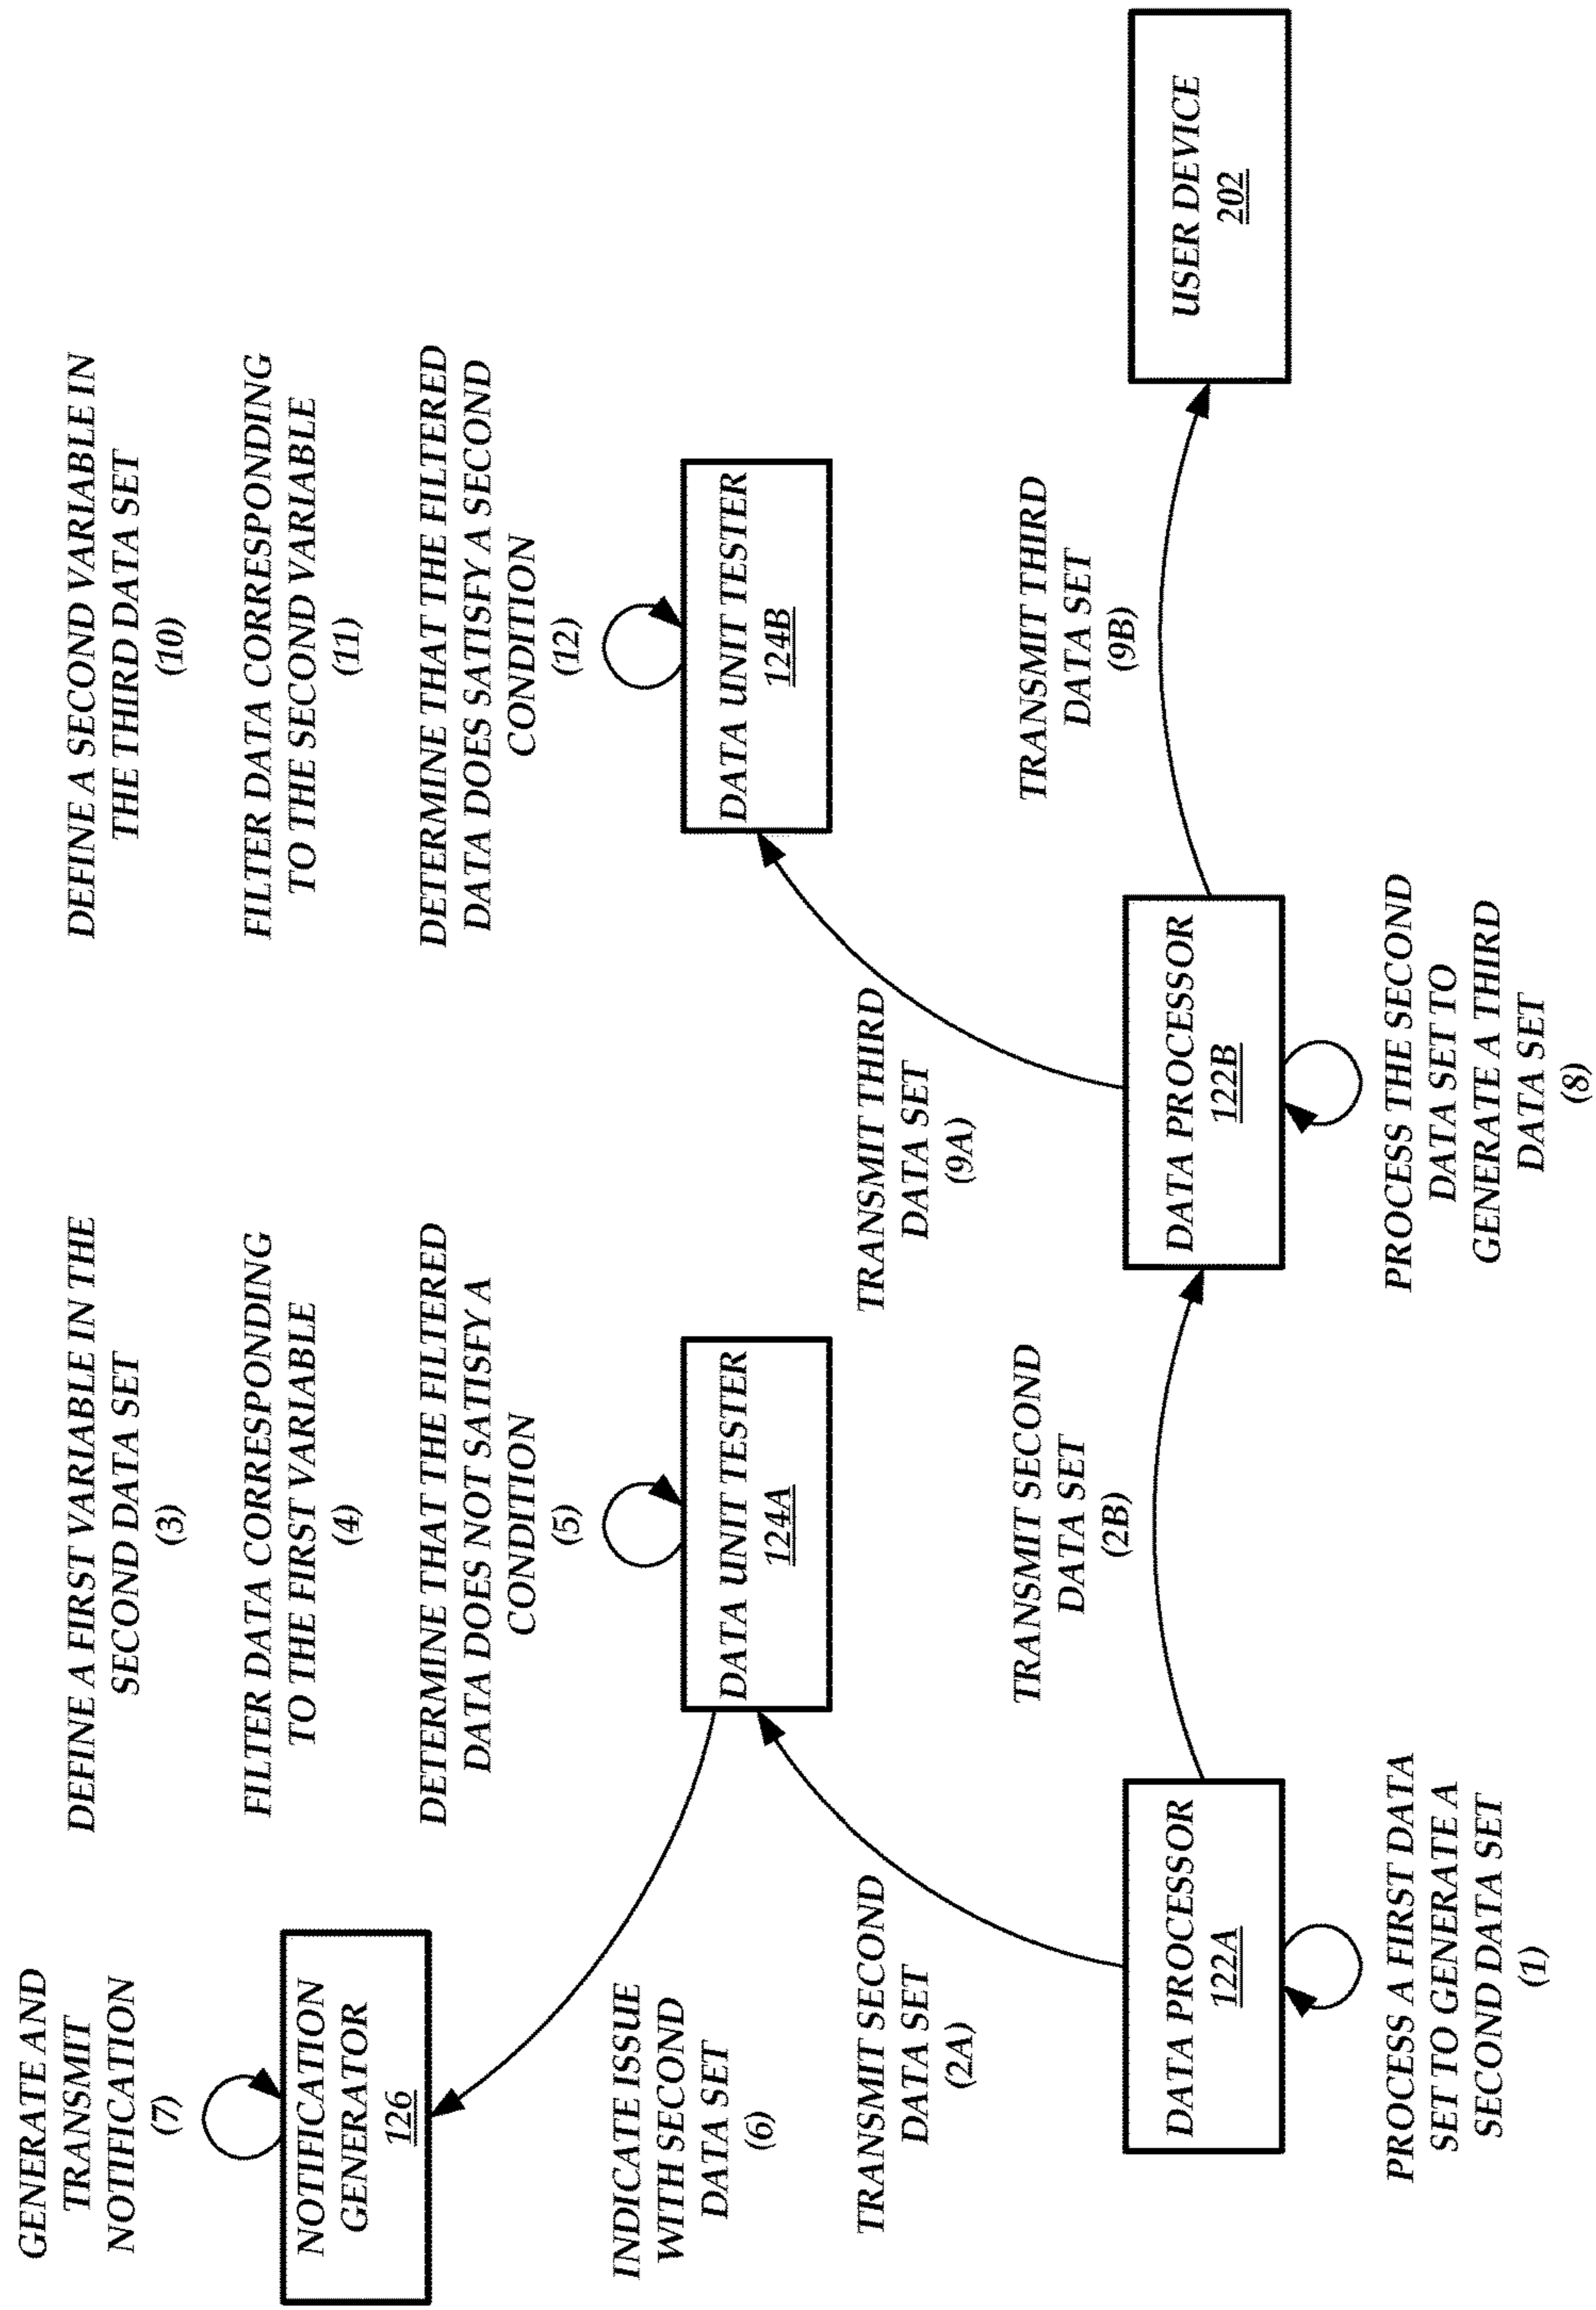 GENERATE AND
TRANSMIT
NOTIFICATION
(7)
NOTIFICATION
GENERATOR
126
INDICATE ISSUE
WITH SECOND
DATA SET
(6)
DEFINE A FIRST VARIABLE IN THE
SECOND DATA SET
(3)
FILTER DATA CORRESPONDING
TO THE FIRST VARIABLE
(4)
DETERMINE THAT THE FILTERED
DATA DOES NOT SATISFY A
CONDITION
(5)
DATA UNIT TESTER
124A
DEFINE A SECOND VARIABLE IN
THE THIRD DATA SET
(10)
FILTER DATA CORRESPONDING
TO THE SECOND VARIABLE
(11)
DETERMINE THAT THE FILTERED
DATA DOES SATISFY A SECOND
CONDITION
(12)
DATA UNIT TESTER
124B
TRANSMIT SECOND
DATA SET
(2A)
TRANSMIT SECOND
DATA SET
(2B)
TRANSMIT THIRD
DATA SET
(9A)
TRANSMIT THIRD
DATA SET
(9B)
DATA PROCESSOR
122A
PROCESS A FIRST DATA
SET TO GENERATE A
SECOND DATA SET
(1)
DATA PROCESSOR
122B
PROCESS THE SECOND
DATA SET TO
GENERATE A THIRD
DATA SET
(8)
USER DEVICE
202